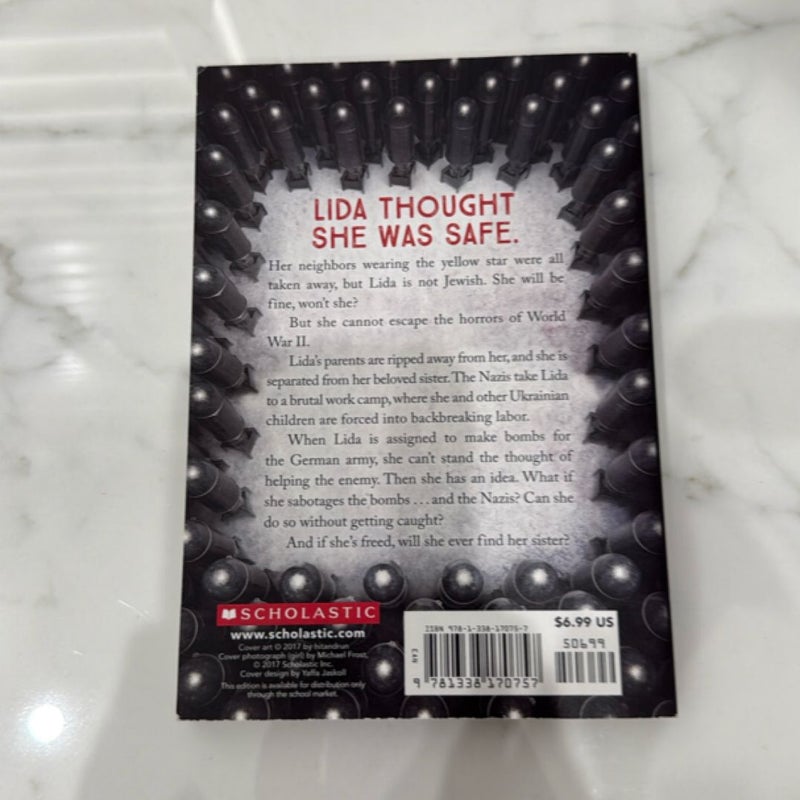 LIDA THOUGHT
SHE WAS SAFE.
Her neighbors wearing the yellow star were all
taken away, but Lida is not Jewish. She will be
fine, won't she?
But she cannot escape the horrors of World
War II.
Lida's parents are ripped away from her, and she is
separated from her beloved sister. The Nazis take Lida
to a brutal work camp, where she and other Ukrainian
children are forced into backbreaking labor.
When Lida is assigned to make bombs for
the German army, she can't stand the thought of
helping the enemy. Then she has an idea. What if
she sabotages the bombs . . . and the Nazis? Can she
do so without getting caught?
And if she's freed, will she ever find her sister?
SCHOLASTIC
www.scholastic.com
Cover art © 2017 by hitandrun
Cover photograph (girl) by Michael Frost,
© 2017 Scholastic Inc.
Cover design by Yaffa Jaskoll
This edition is available for distribution only
through the school market.
ISBN 978-1-338-17075-7
$6.99 US
50699
EAN
9 781338 170757